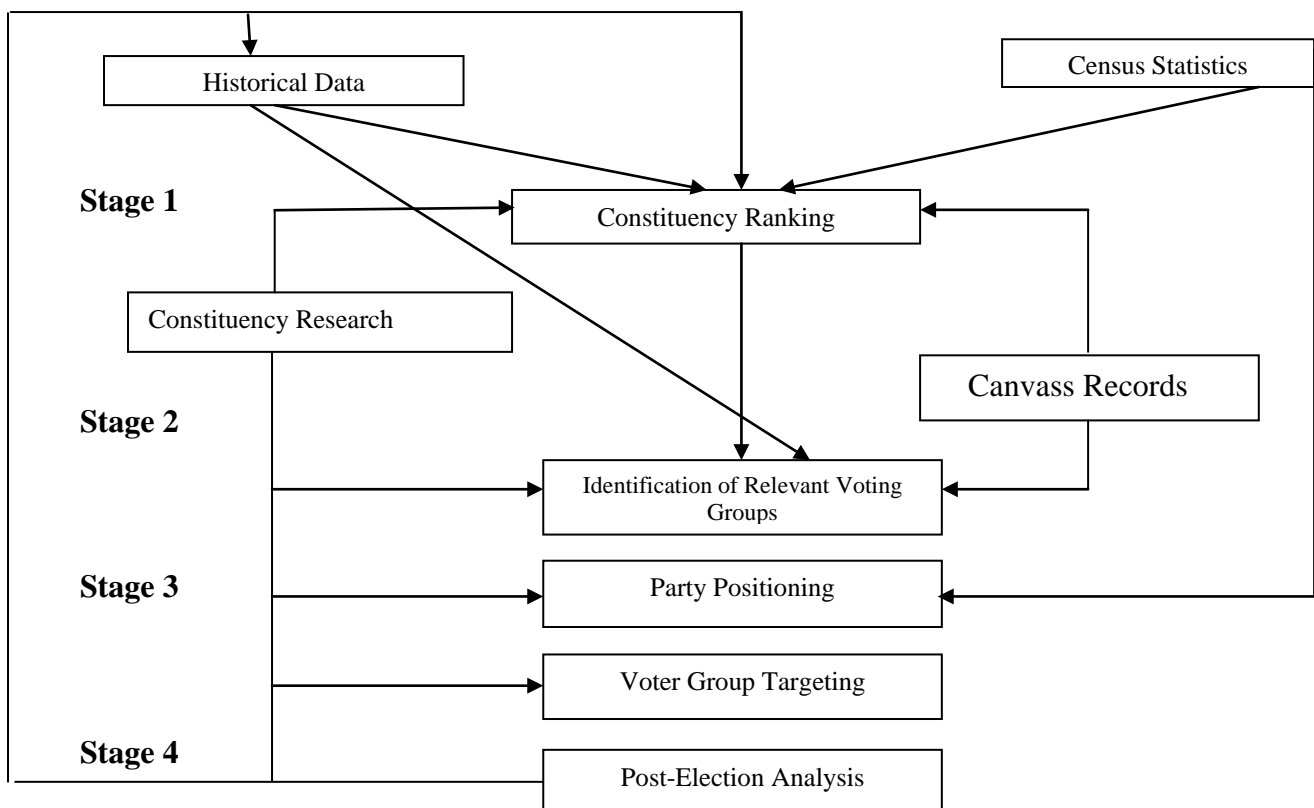 Census Statistics
Historical Data
Stage 1
Constituency Ranking
Constituency Research
Canvass Records
Stage 2
Identification of Relevant Voting
Groups
Stage 3
Party Positioning
Voter Group Targeting
Stage 4
Post-Election Analysis